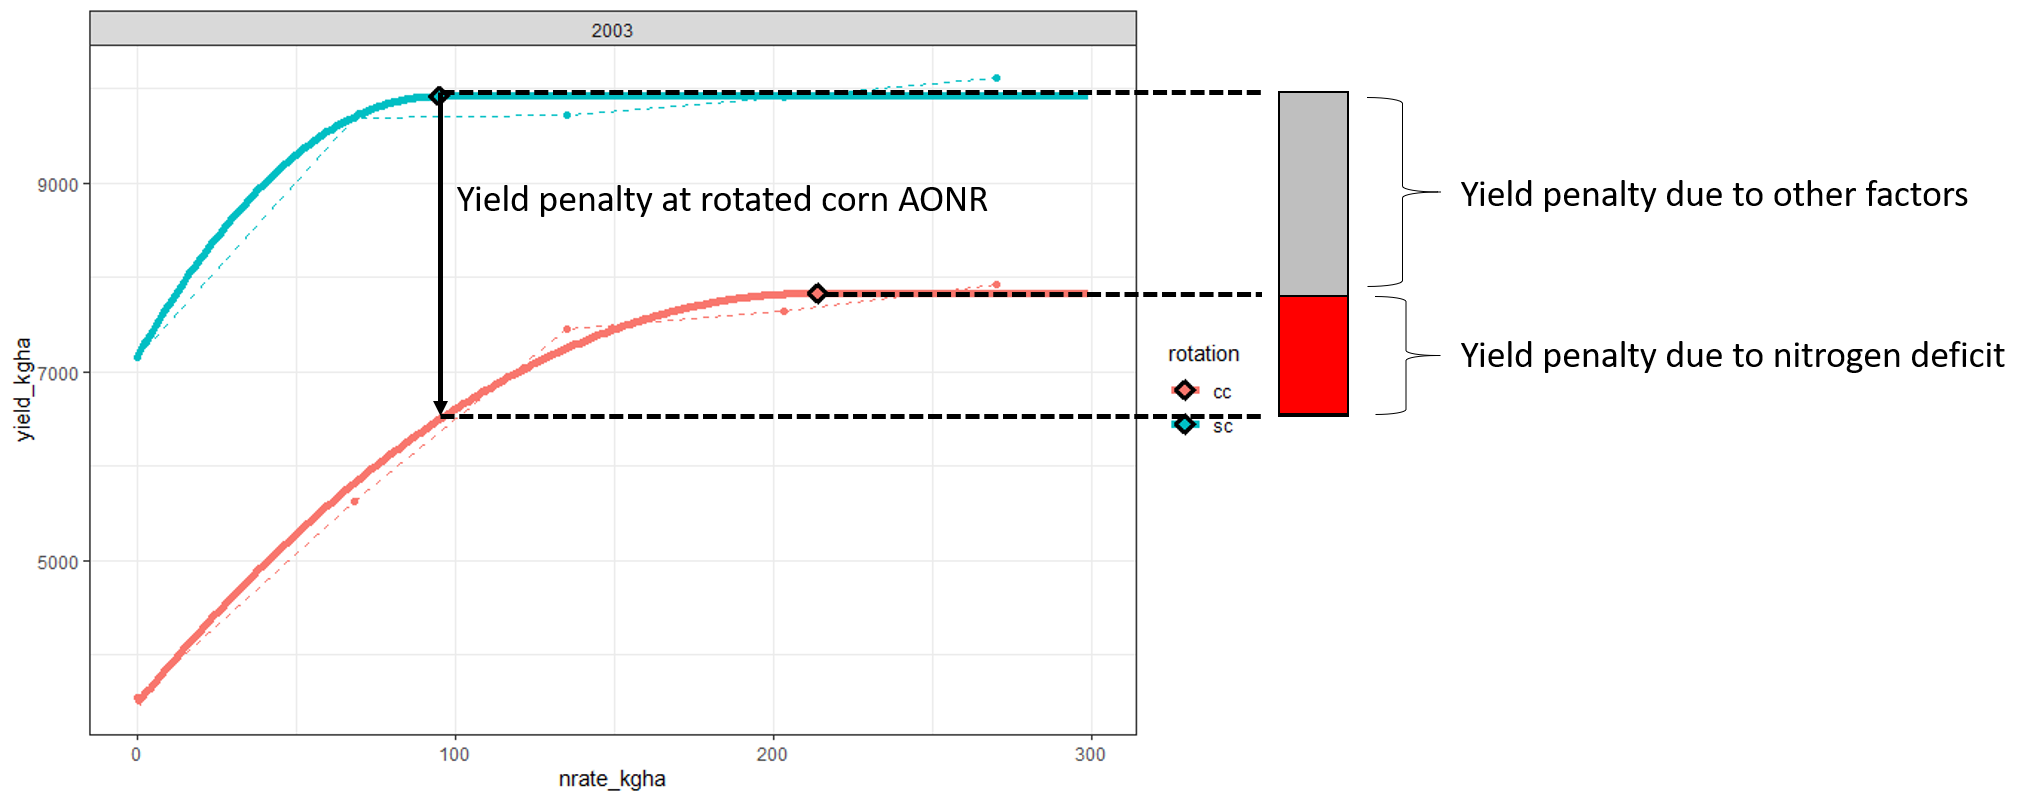 2003
9000
7000
5000
yield_kgha
0
100
200
300
nrate_kgha
Yield penalty at rotated corn AONR
rotation
cc
sc
Yield penalty due to other factors
Yield penalty due to nitrogen deficit